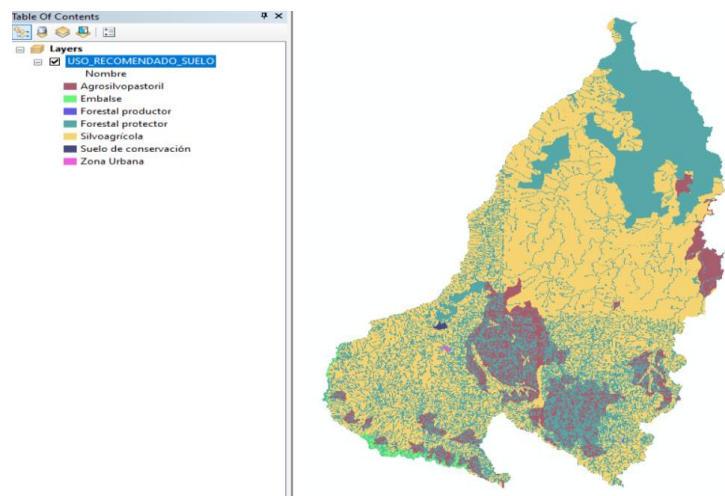 Table Of Contents
Layers
USO_RECOMENDADO_SUELO
Nombre
Agrosilvopastoril
Embalse
Forestal productor
Forestal protector
Silvoagrícola
Suelo de conservación
Zona Urbana